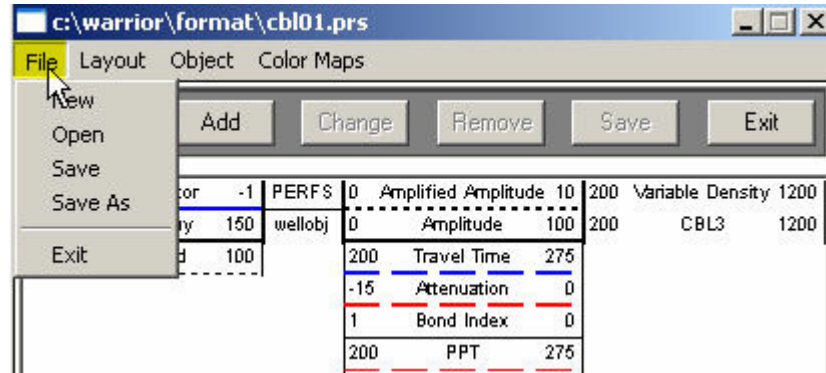 c:\warrior\format\cbl01.prs
File Layout Object Color Maps
New
Open
Save
Save As
Exit
Add Change Remove Save Exit
-1 PERFS 0 Amplified Amplitude 10 200 Variable Density 1200
150 wellobj 0 Amplitude 100 200 CBL3 1200
100 200 Travel Time 275
-15 Attenuation 0
1 Bond Index 0
200 PPT 275